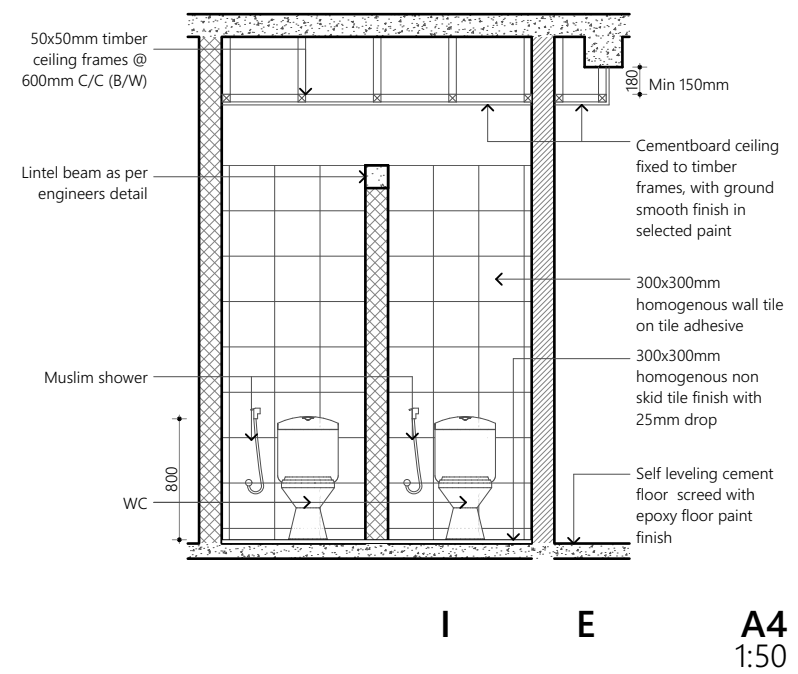 50x50mm timber
ceiling frames @
600mm C/C (B/W)
180
Min 150mm
Cementboard ceiling
fixed to timber
frames, with ground
smooth finish in
selected paint
Lintel beam as per
engineers detail
300x300mm
homogenous wall tile
on tile adhesive
300x300mm
homogenous non
skid tile finish with
25mm drop
Muslim shower
800
WC
Self leveling cement
floor screed with
epoxy floor paint
finish
I E A4
1:50